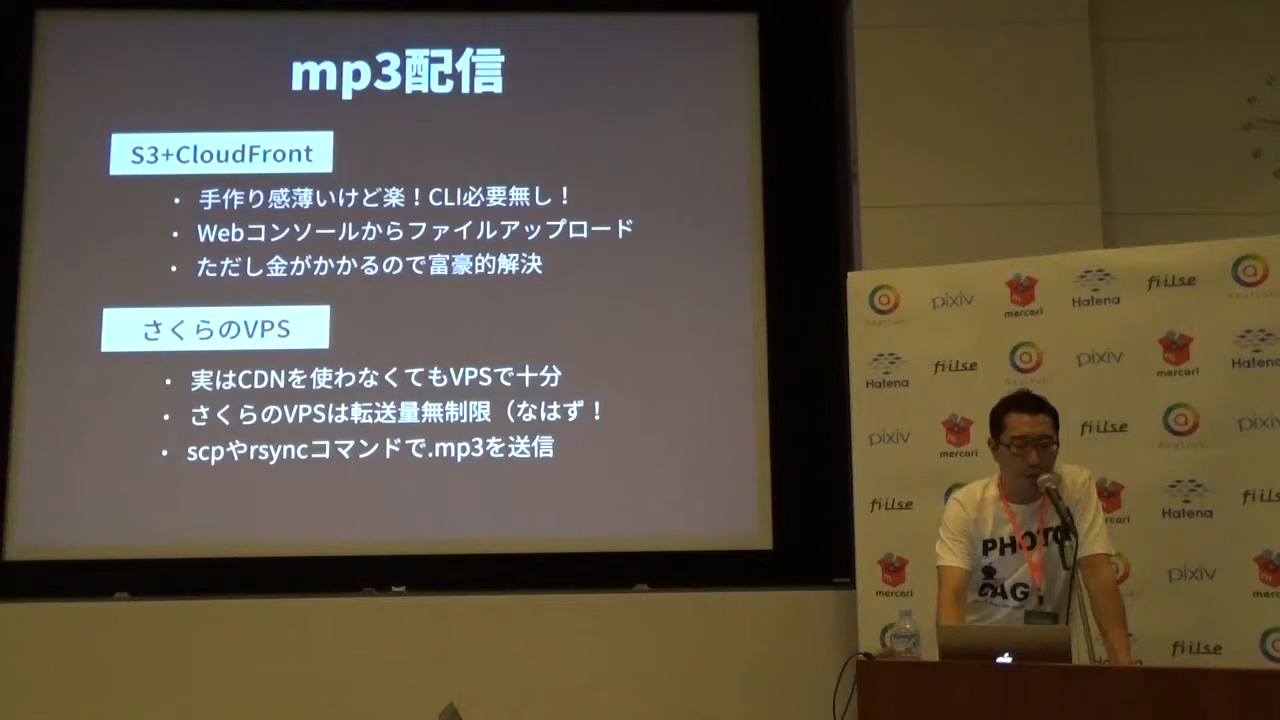 mp3配信
S3+CloudFront
・ 手作り感薄いけど楽！CLI必要無し！
・ Webコンソールからファイルアップロード
・ ただし金がかかるので富豪的解決
さくらのVPS
・ 実はCDNを使わなくてもVPSで十分
・ さくらのVPSは転送量無制限（なはず！
・ scpやrsyncコマンドで.mp3を送信
pixiv
mercari
Hatena
fiilse
Hatena
fiilse
pixiv
mercari
Hatena
pixiv
mercari
fiilse
fiilse
Hatena
mercari
pixiv
fiilse
PHOTO